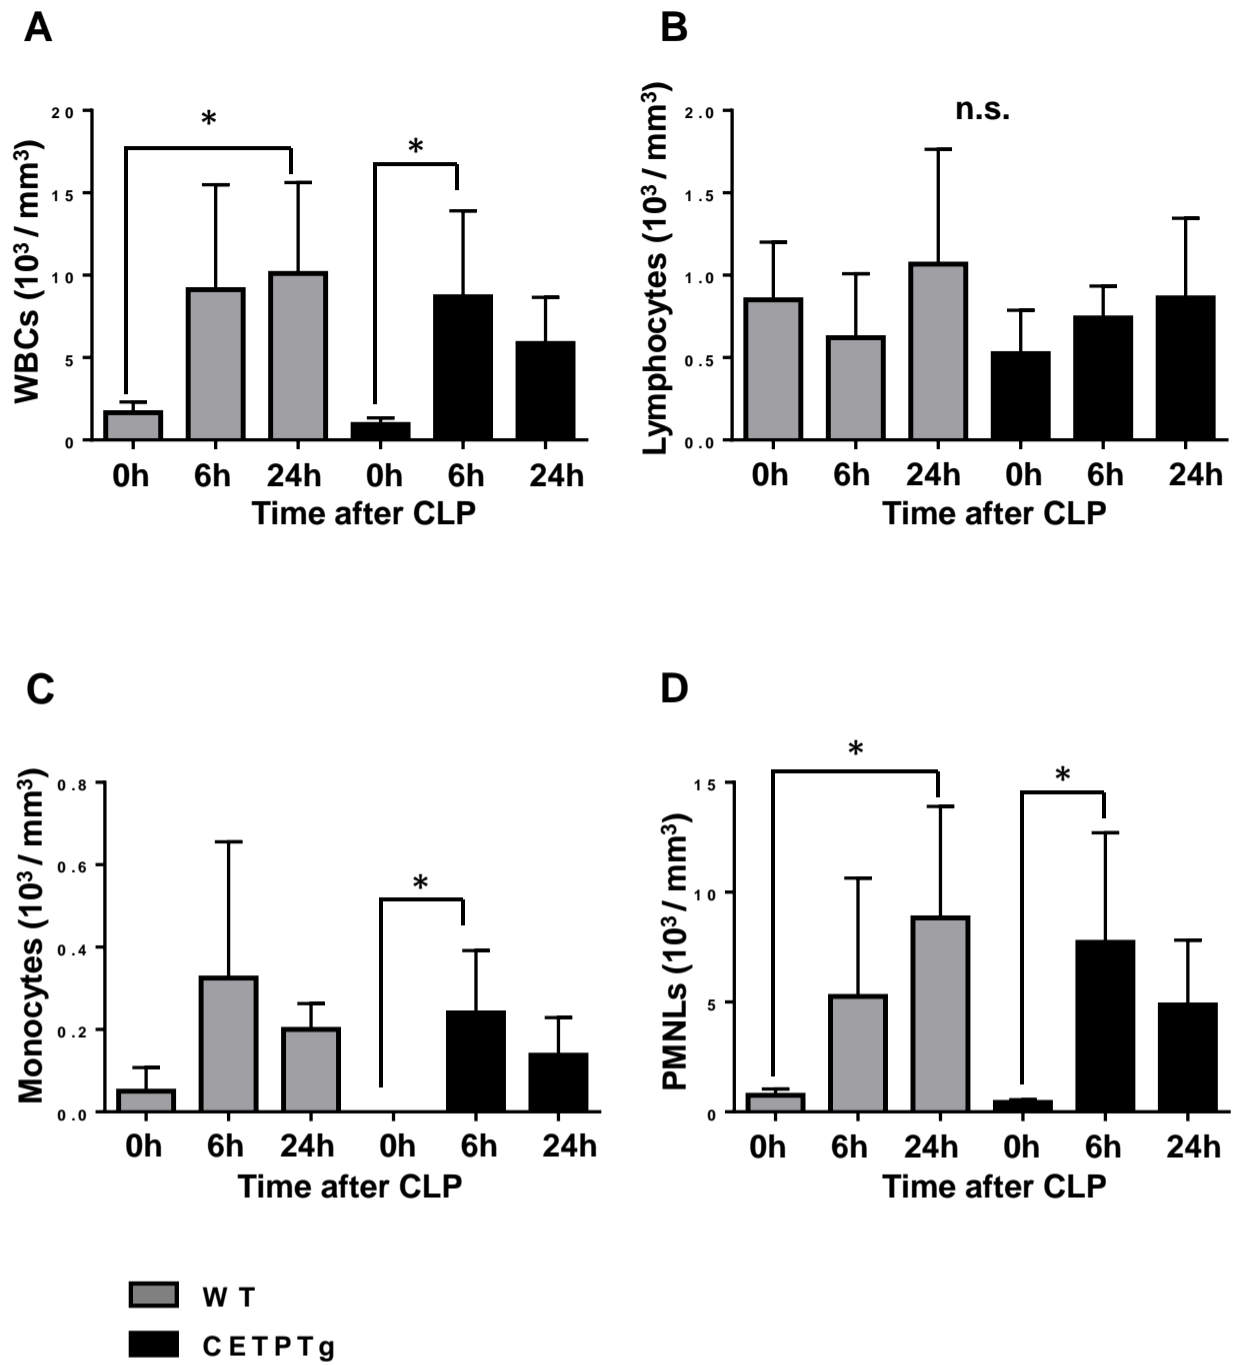 A
WBCs (10³ / mm³)
20
15
10
5
0
*
*
0h 6h 24h 0h 6h 24h
Time after CLP
B
Lymphocytes (10³ / mm³)
2.0
1.5
1.0
0.5
0.0
n.s.
0h 6h 24h 0h 6h 24h
Time after CLP
C
Monocytes (10³ / mm³)
0.8
0.6
0.4
0.2
0.0
*
0h 6h 24h 0h 6h 24h
Time after CLP
D
PMNLs (10³ / mm³)
15
10
5
0
*
*
0h 6h 24h 0h 6h 24h
Time after CLP
WT
CETPTg